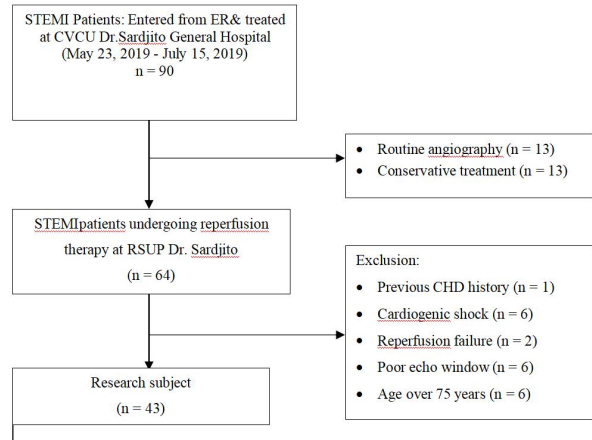 STEMI Patients: Entered from ER& treated
at CVCU Dr.Sardjito General Hospital
(May 23, 2019 - July 15, 2019)
n = 90
• Routine angiography (n = 13)
• Conservative treatment (n = 13)
STEMIpatients undergoing reperfusion
therapy at RSUP Dr. Sardjito
(n = 64)
Exclusion:
• Previous CHD history (n = 1)
• Cardiogenic shock (n = 6)
• Reperfusion failure (n = 2)
• Poor echo window (n = 6)
• Age over 75 years (n = 6)
Research subject
(n = 43)